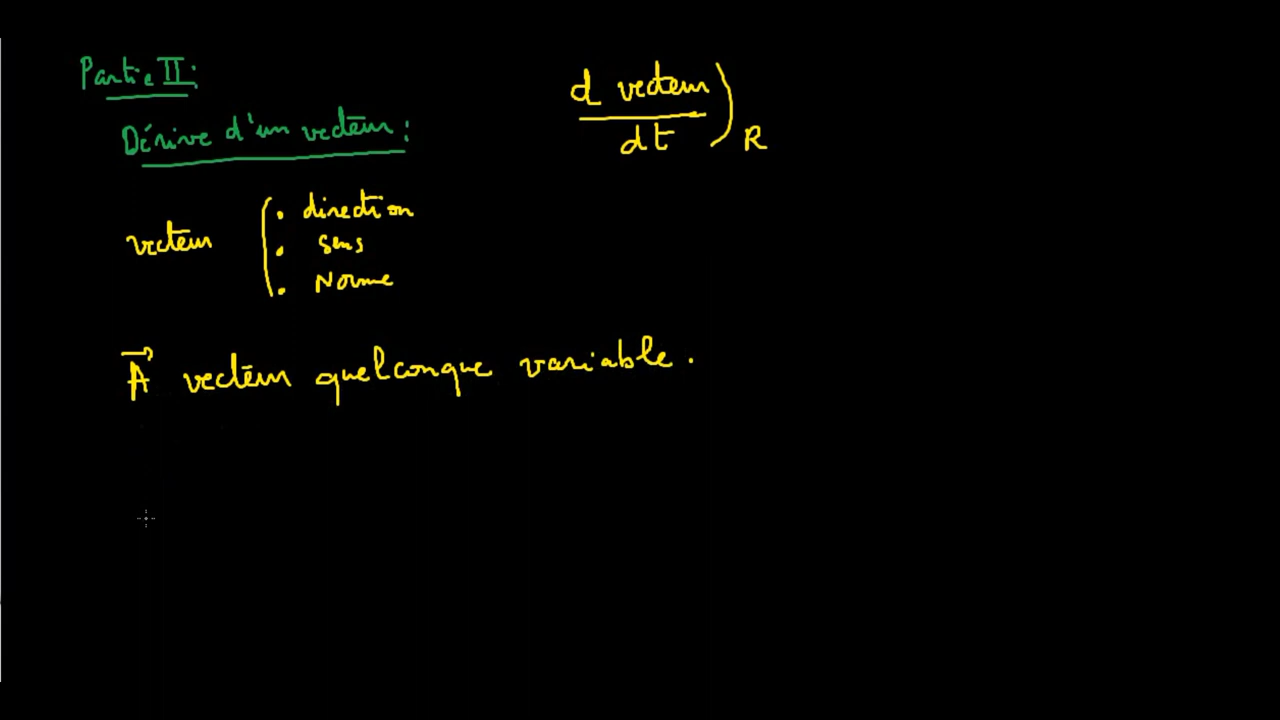 Partie II:
Dérive d'un vecteur:
d vecteur
dt
) R
vecteur
• direction
• sens
• Norme
A vecteur quelconque variable.